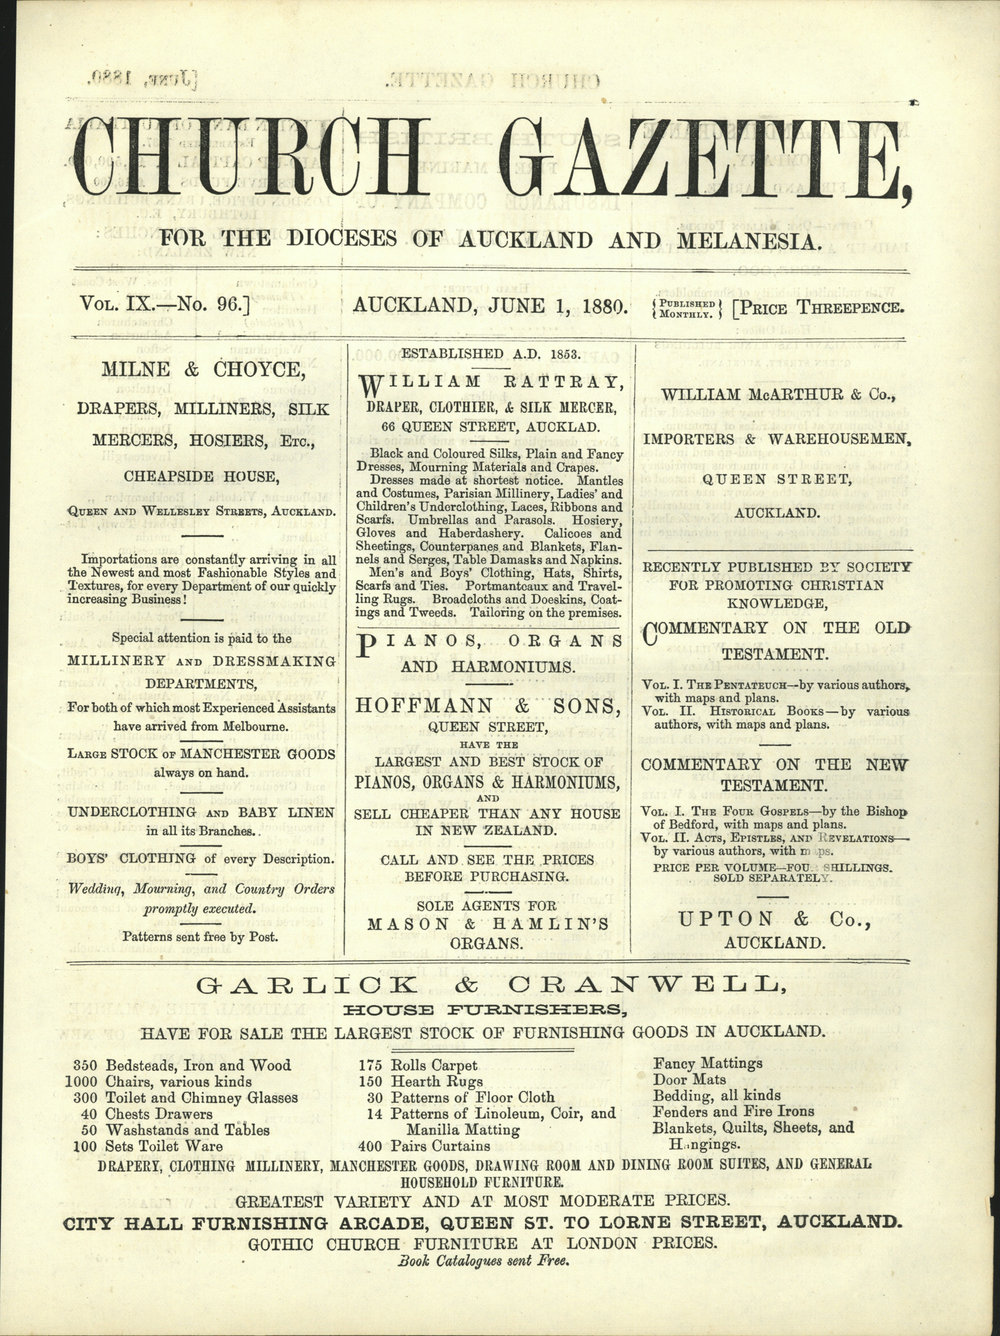 CHURCH GAZETTE,
FOR THE DIOCESES OF AUCKLAND AND MELANESIA.
VOL. IX.—No. 96.]
AUCKLAND, JUNE 1, 1880.
{PUBLISHED MONTHLY.} [PRICE THREEPENCE.
MILNE & CHOYCE,
DRAPERS, MILLINERS, SILK
MERCERS, HOSIERS, ETC.,
CHEAPSIDE HOUSE,
QUEEN AND WELLESLEY STREETS, AUCKLAND.
Importations are constantly arriving in all
the Newest and most Fashionable Styles and
Textures, for every Department of our quickly
increasing Business!
Special attention is paid to the
MILLINERY AND DRESSMAKING
DEPARTMENTS,
For both of which most Experienced Assistants
have arrived from Melbourne.
LARGE STOCK OF MANCHESTER GOODS
always on hand.
UNDERCLOTHING AND BABY LINEN
in all its Branches.
BOYS' CLOTHING of every Description.
Wedding, Mourning, and Country Orders
promptly executed.
Patterns sent free by Post.
ESTABLISHED A.D. 1853.
WILLIAM RATTRAY,
DRAPER, CLOTHIER, & SILK MERCER,
66 QUEEN STREET, AUCKLAD.
Black and Coloured Silks, Plain and Fancy
Dresses, Mourning Materials and Crapes.
Dresses made at shortest notice. Mantles
and Costumes, Parisian Millinery, Ladies' and
Children's Underclothing, Laces, Ribbons and
Scarfs. Umbrellas and Parasols. Hosiery,
Gloves and Haberdashery. Calicoes and
Sheetings, Counterpanes and Blankets, Flan-
nels and Serges, Table Damasks and Napkins.
Men's and Boys' Clothing, Hats, Shirts,
Scarfs and Ties. Portmanteaux and Travel-
ling Rugs. Broadcloths and Doeskins, Coat-
ings and Tweeds. Tailoring on the premises.
PIANOS, ORGANS
AND HARMONIUMS.
HOFFMANN & SONS,
QUEEN STREET,
HAVE THE
LARGEST AND BEST STOCK OF
PIANOS, ORGANS & HARMONIUMS,
AND
SELL CHEAPER THAN ANY HOUSE
IN NEW ZEALAND.
CALL AND SEE THE PRICES
BEFORE PURCHASING.
SOLE AGENTS FOR
MASON & HAMLIN'S
ORGANS.
WILLIAM McARTHUR & Co.,
IMPORTERS & WAREHOUSEMEN,
QUEEN STREET,
AUCKLAND.
RECENTLY PUBLISHED BY SOCIETY
FOR PROMOTING CHRISTIAN
KNOWLEDGE,
COMMENTARY ON THE OLD
TESTAMENT.
VOL. I. THE PENTATEUCH—by various authors,
with maps and plans.
VOL. II. HISTORICAL BOOKS—by various
authors, with maps and plans.
COMMENTARY ON THE NEW
TESTAMENT.
VOL. I. THE FOUR GOSPELS—by the Bishop
of Bedford, with maps and plans.
VOL. II. ACTS, EPISTLES, AND REVELATIONS—
by various authors, with maps.
PRICE PER VOLUME—FOUR SHILLINGS.
SOLD SEPARATELY.
UPTON & Co.,
AUCKLAND.
GARLICK & CRANWELL,
HOUSE FURNISHERS,
HAVE FOR SALE THE LARGEST STOCK OF FURNISHING GOODS IN AUCKLAND.
350 Bedsteads, Iron and Wood
1000 Chairs, various kinds
300 Toilet and Chimney Glasses
40 Chests Drawers
50 Washstands and Tables
100 Sets Toilet Ware
175 Rolls Carpet
150 Hearth Rugs
30 Patterns of Floor Cloth
14 Patterns of Linoleum, Coir, and
Manilla Matting
400 Pairs Curtains
Fancy Mattings
Door Mats
Bedding, all kinds
Fenders and Fire Irons
Blankets, Quilts, Sheets, and
Hangings.
DRAPERY, CLOTHING MILLINERY, MANCHESTER GOODS, DRAWING ROOM AND DINING ROOM SUITES, AND GENERAL
HOUSEHOLD FURNITURE.
GREATEST VARIETY AND AT MOST MODERATE PRICES.
CITY HALL FURNISHING ARCADE, QUEEN ST. TO LORNE STREET, AUCKLAND.
GOTHIC CHURCH FURNITURE AT LONDON PRICES.
Book Catalogues sent Free.